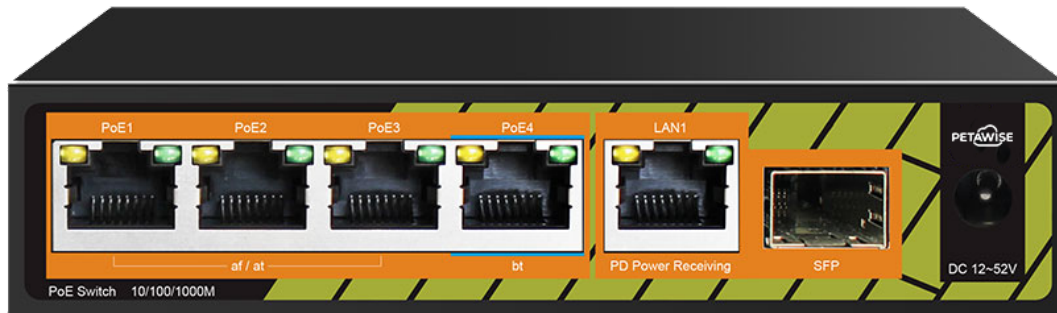 PoE1 PoE2 PoE3 PoE4 LAN1
PETAWISE
af / at bt PD Power Receiving SFP DC 12~52V
PoE Switch 10/100/1000M